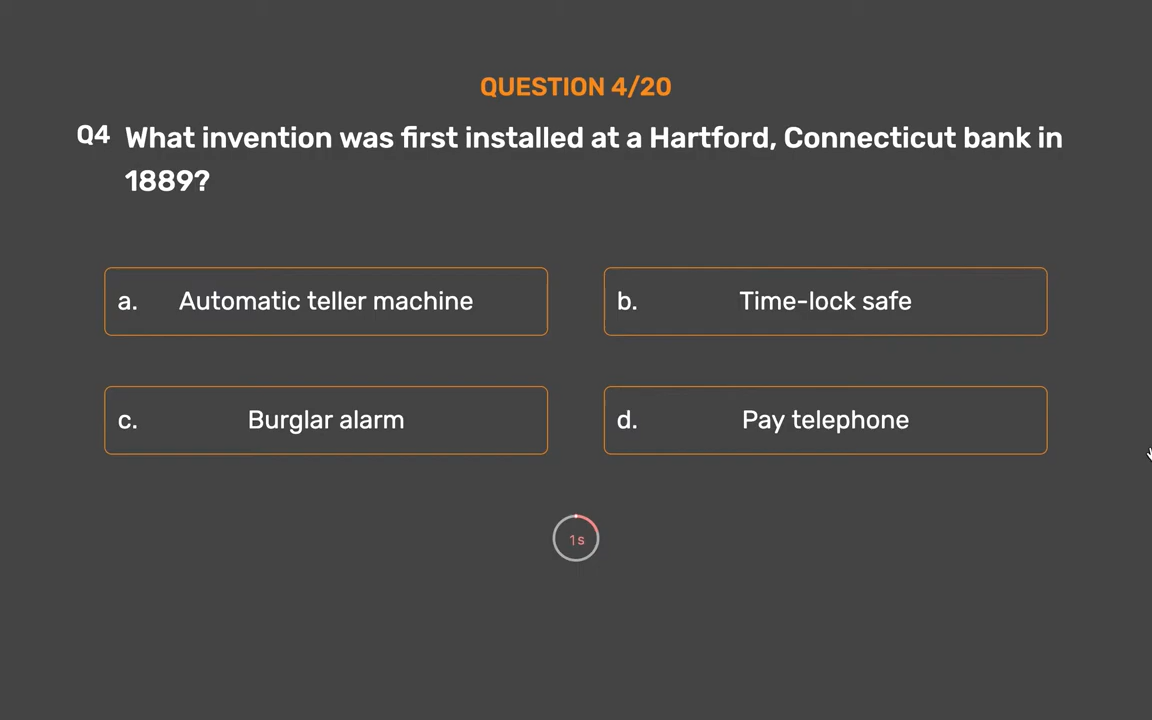 QUESTION 4/20
Q4 What invention was first installed at a Hartford, Connecticut bank in
1889?
a. Automatic teller machine
b. Time-lock safe
c. Burglar alarm
d. Pay telephone
1s